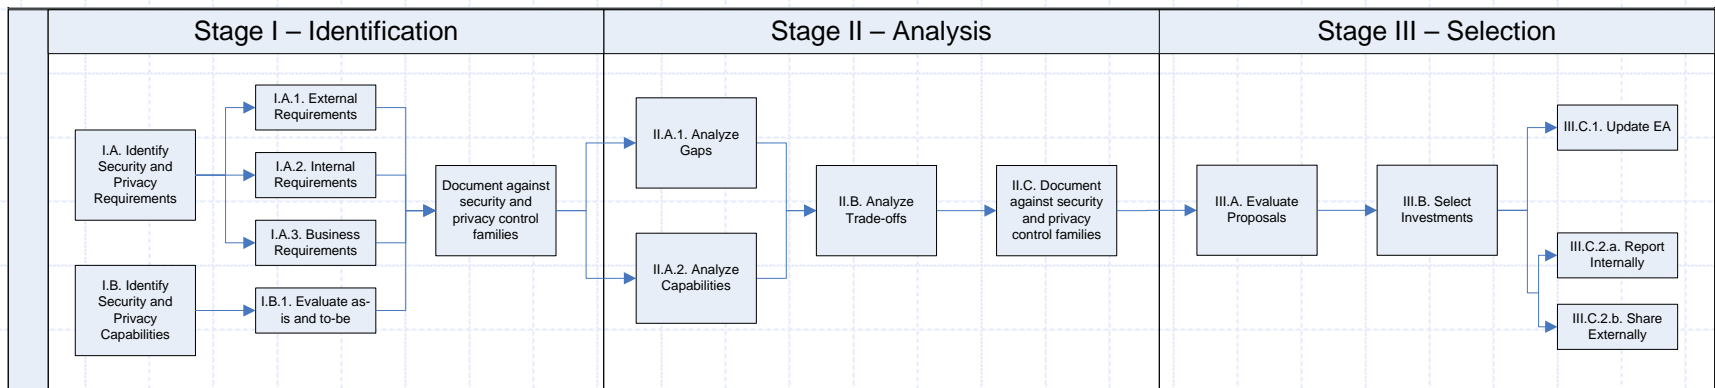 Stage I – Identification
Stage II – Analysis
Stage III – Selection
I.A. Identify
Security and
Privacy
Requirements
I.B. Identify
Security and
Privacy
Capabilities
I.A.1. External
Requirements
I.A.2. Internal
Requirements
I.A.3. Business
Requirements
I.B.1. Evaluate as-
is and to-be
Document against
security and
privacy control
families
II.A.1. Analyze
Gaps
II.A.2. Analyze
Capabilities
II.B. Analyze
Trade-offs
II.C. Document
against security
and privacy
control families
III.A. Evaluate
Proposals
III.B. Select
Investments
III.C.1. Update EA
III.C.2.a. Report
Internally
III.C.2.b. Share
Externally